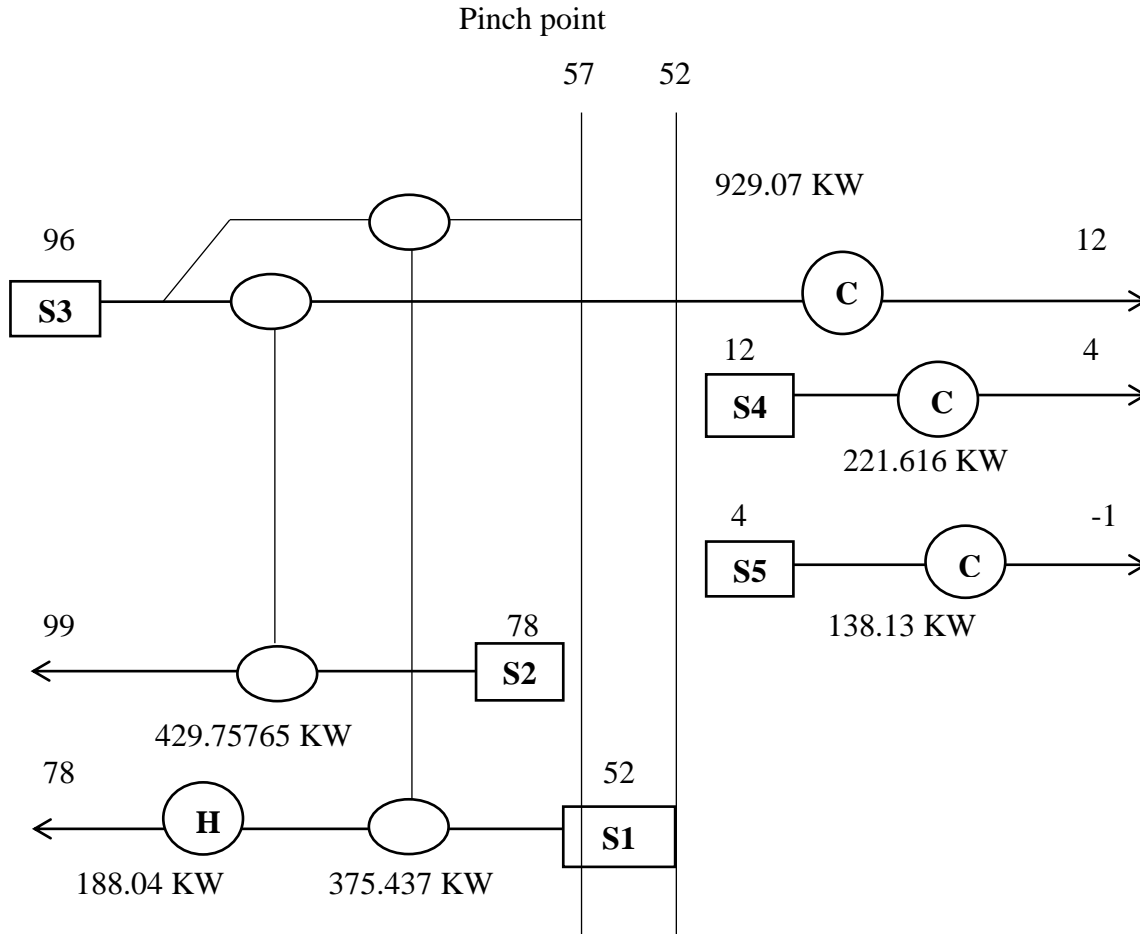 Pinch point
57 52
929.07 KW
96 12
S3 C
12 4
S4 C
221.616 KW
4 -1
S5 C
99 78 138.13 KW
S2
429.75765 KW
78 52
H S1
188.04 KW 375.437 KW